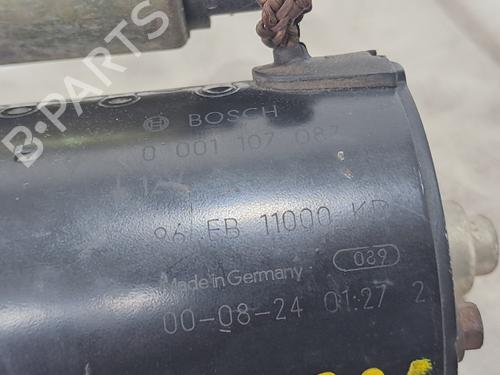 B-PARTS
BOSCH
0 001 107 082
12V
96 FB 11000 KB
Made in Germany
089
00-08-24 01:27 2